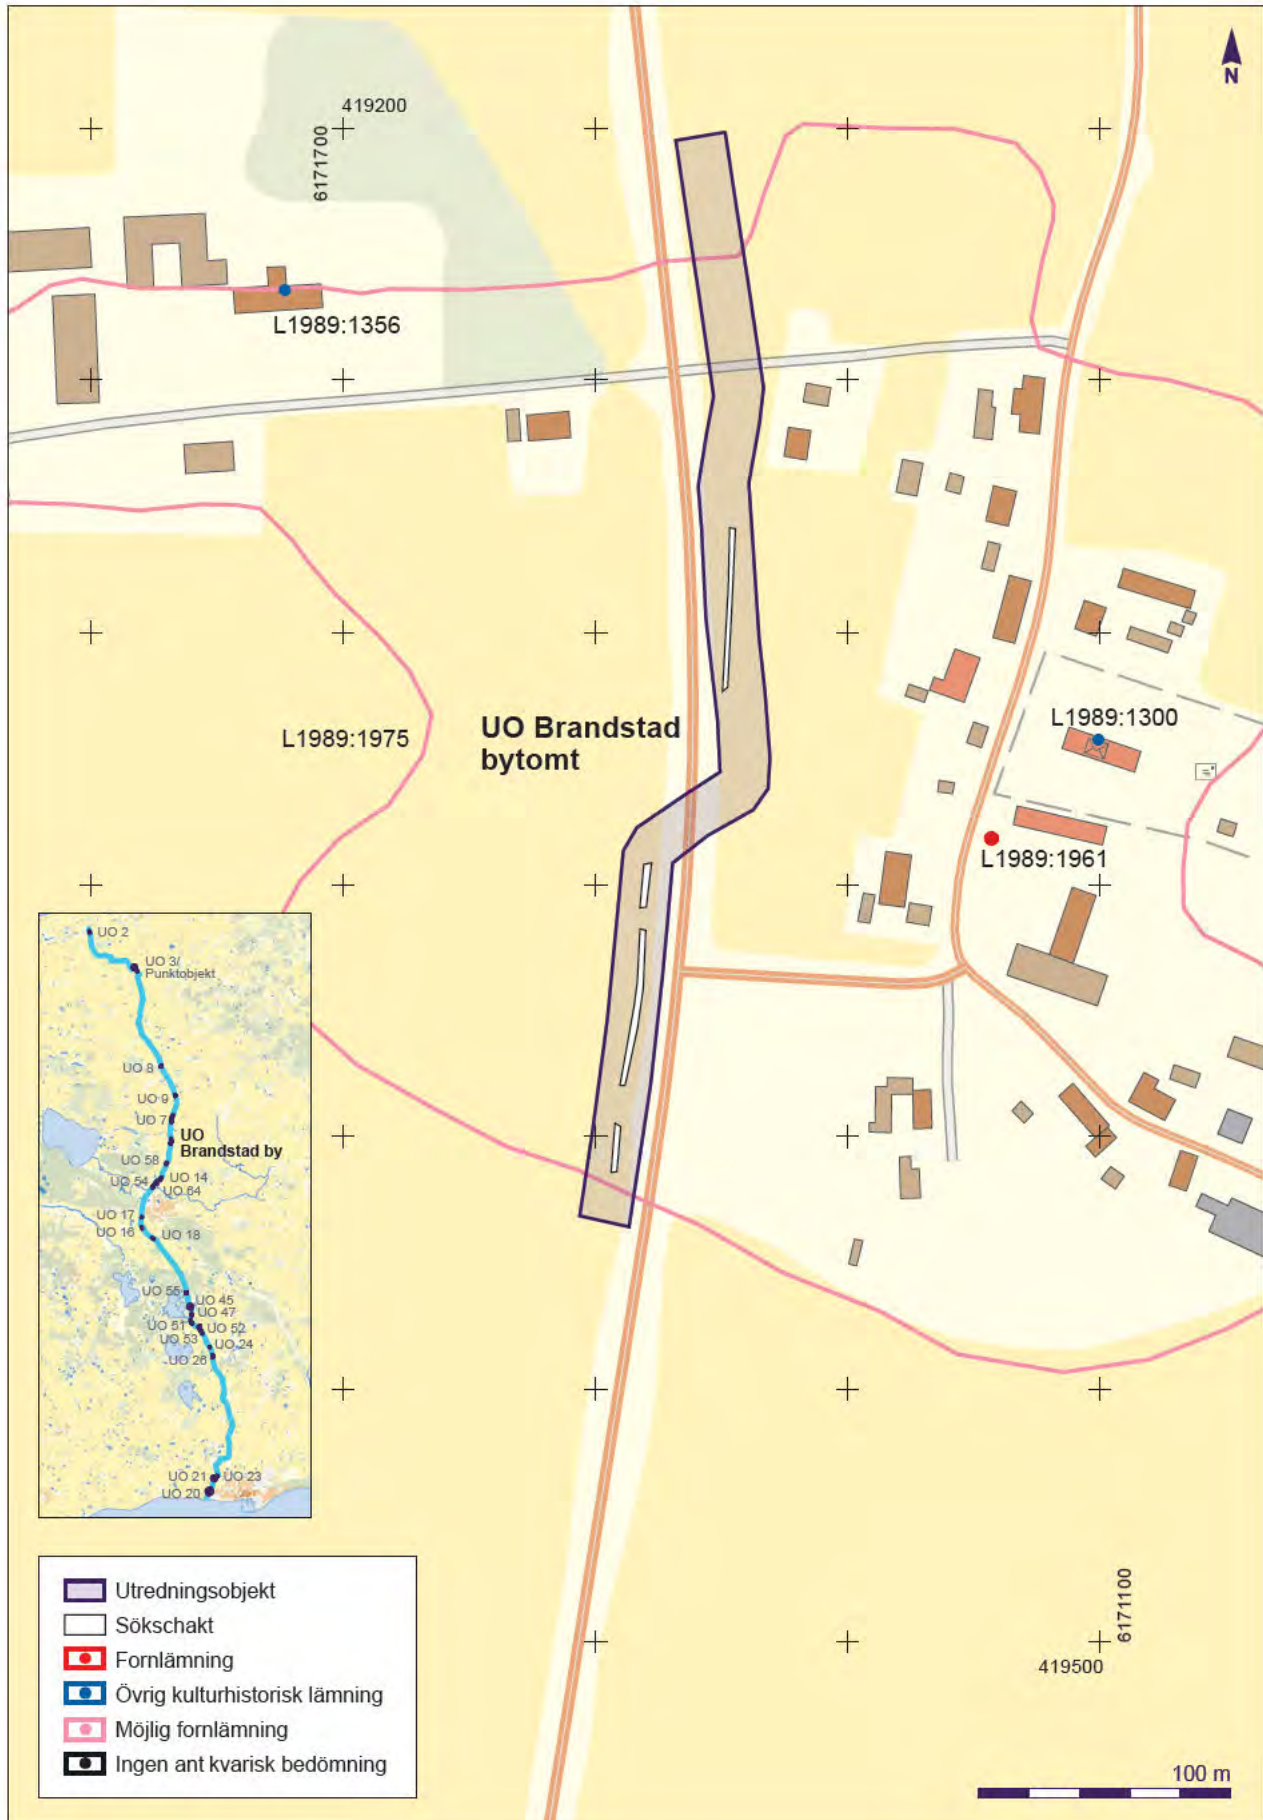 N
419200
6171700
L1989:1356
L1989:1975
UO Brandstad
bytomt
L1989:1300
L1989:1961
UO 2
UO 3/
Punktobjekt
UO 8
UO 9
UO 7
UO
Brandstad by
UO 58
UO 14
UO 54
UO 64
UO 17
UO 16
UO 18
UO 55
UO 45
UO 47
UO 51
UO 52
UO 53
UO 24
UO 26
UO 21
UO 23
UO 20
Utredningsobjekt
Sökschakt
Fornlämning
Övrig kulturhistorisk lämning
Möjlig fornlämning
Ingen ant kvarisk bedömning
6171100
419500
100 m